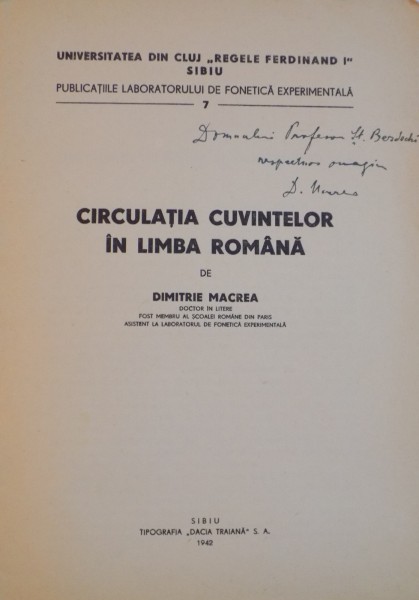 UNIVERSITATEA DIN CLUJ „REGELE FERDINAND I"
SIBIU
PUBLICAȚIILE LABORATORULUI DE FONETICĂ EXPERIMENTALĂ
7
Domnului Profesor Șt. Bezdechi
respectuos omagiu
D. Macrea
CIRCULAȚIA CUVINTELOR
ÎN LIMBA ROMÂNĂ
DE
DIMITRIE MACREA
DOCTOR ÎN LITERE
FOST MEMBRU AL ȘCOALEI ROMÂNE DIN PARIS
ASISTENT LA LABORATORUL DE FONETICĂ EXPERIMENTALĂ
SIBIU
TIPOGRAFIA „DACIA TRAIANĂ" S. A.
1942